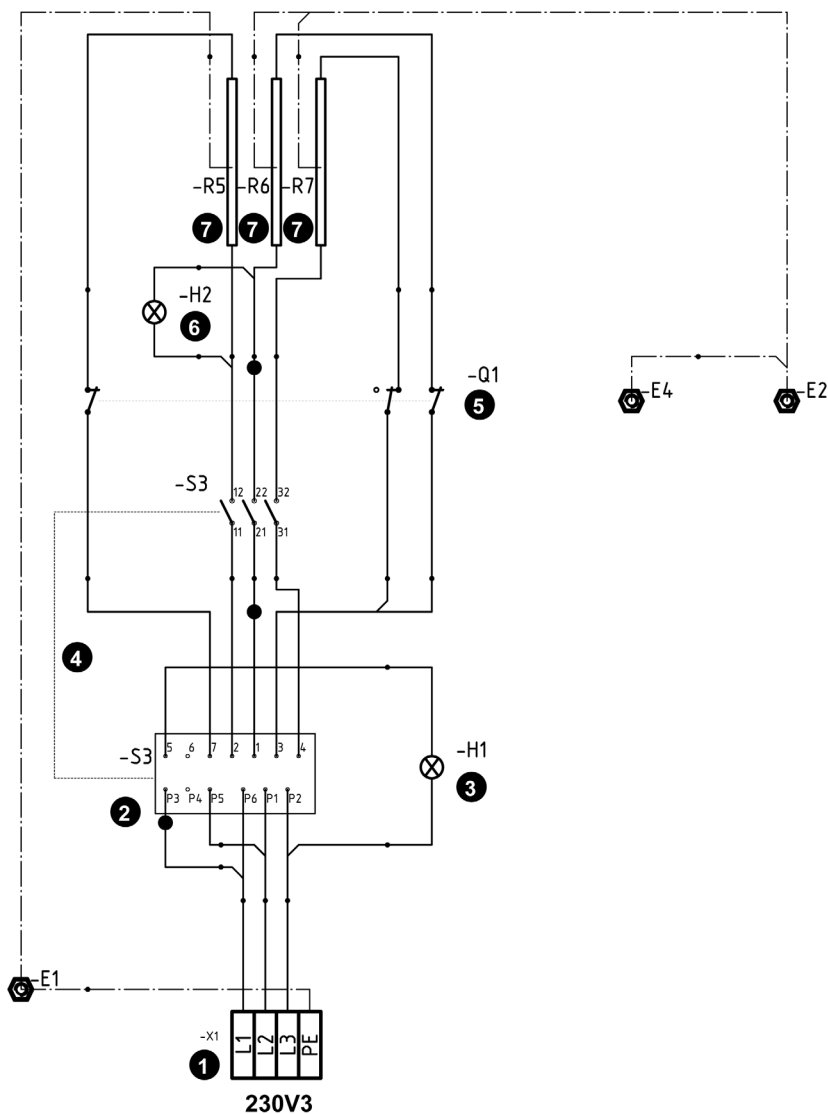 -R5 -R6 -R7
7 7 7
-H2
6
-Q1
5
-E4 -E2
-S3
12 22 32
11 21 31
4
5 6 7 2 1 3 4
-S3
-H1
3
P3 P4 P5 P6 P1 P2
2
-E1
-X1 L1 L2 L3 PE
1
230V3